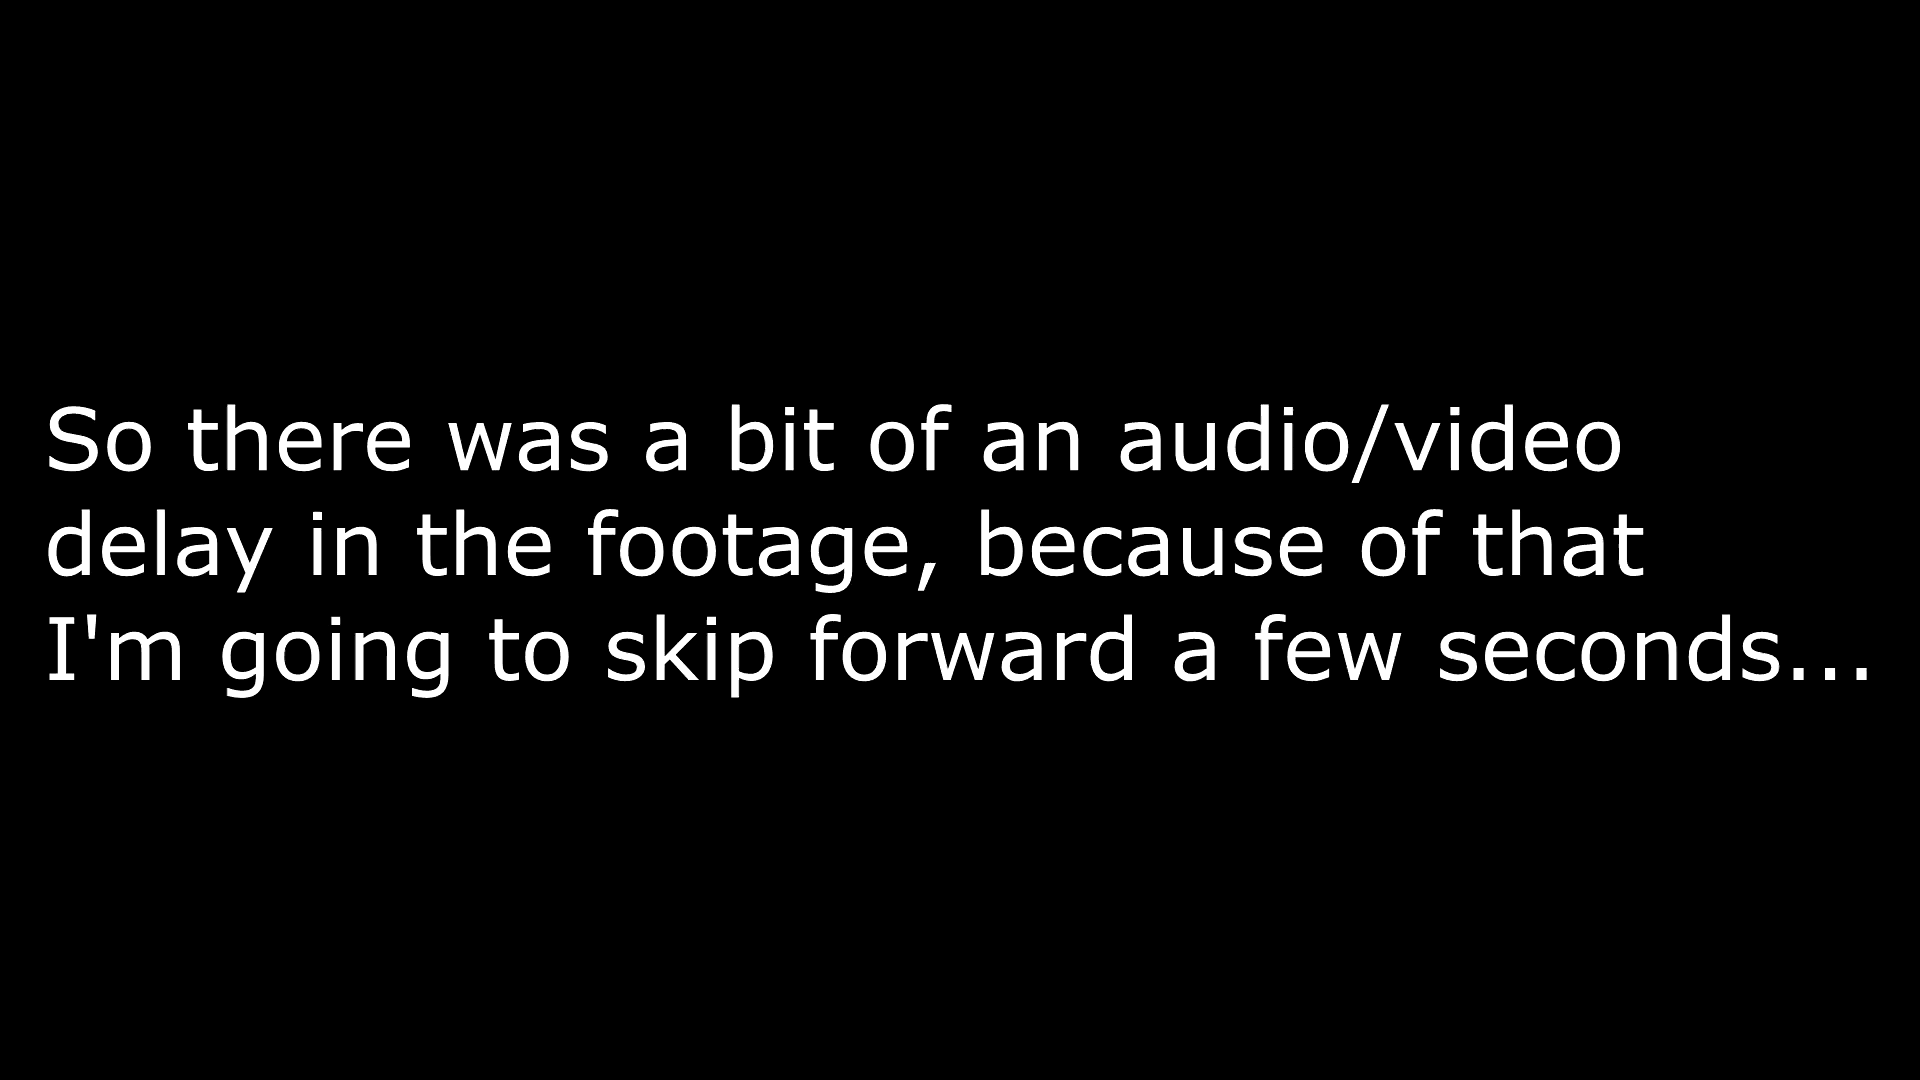 So there was a bit of an audio/video
delay in the footage, because of that
I'm going to skip forward a few seconds...